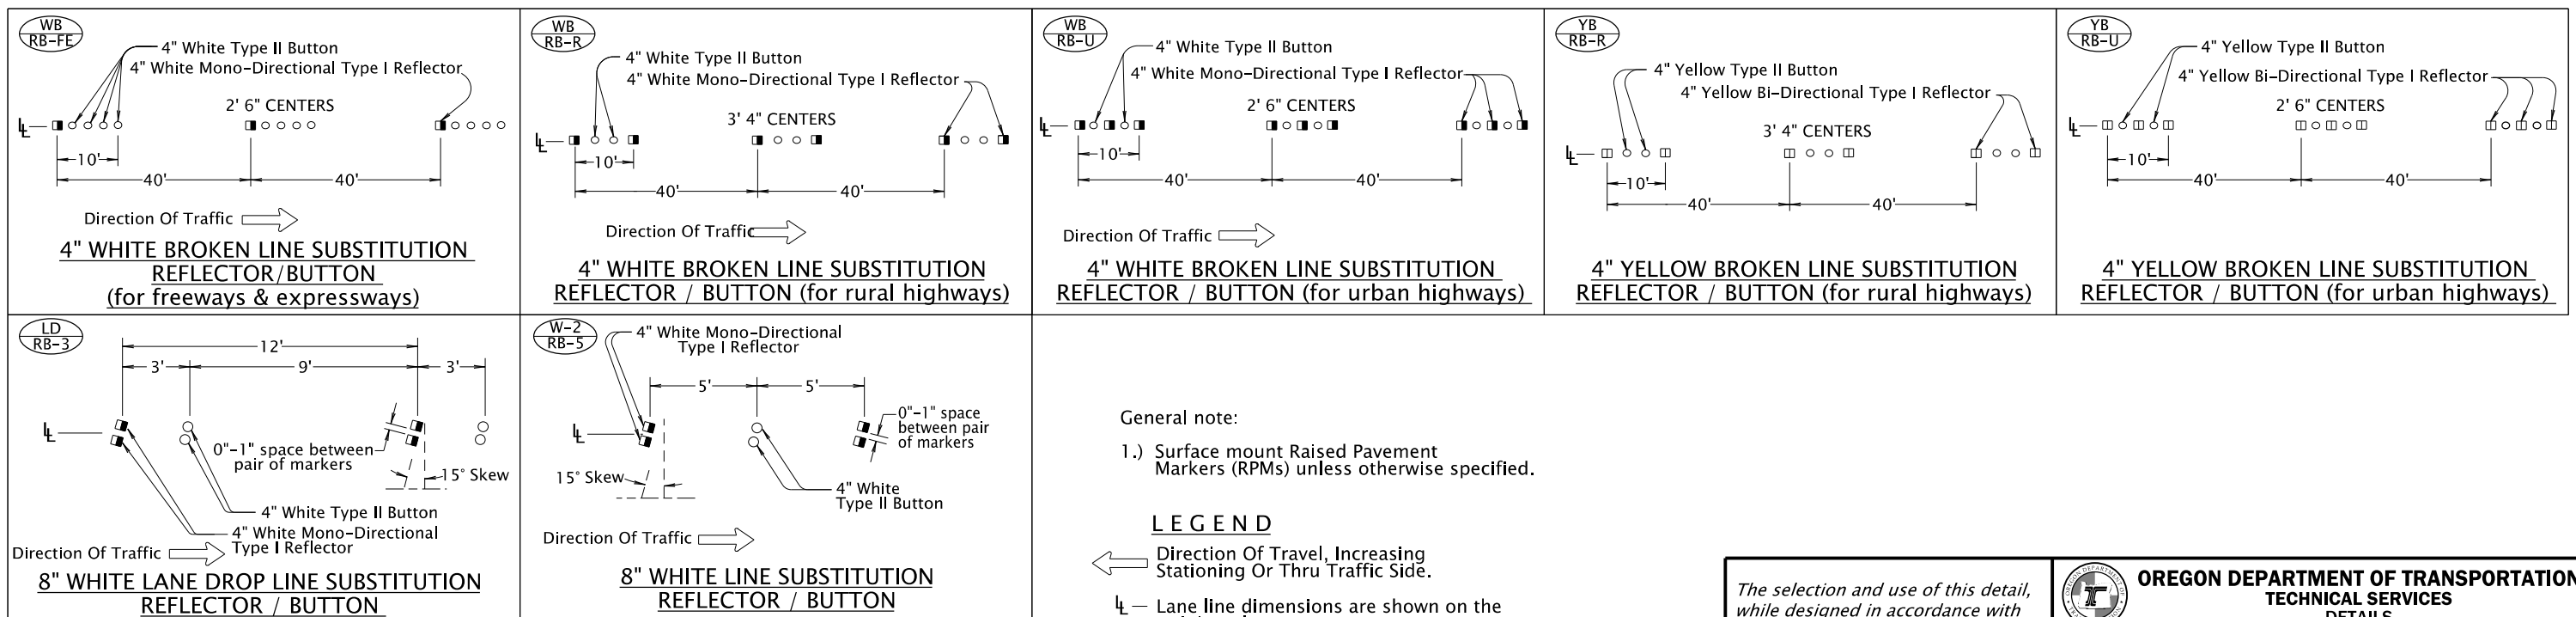 WB
RB-FE
4" White Type II Button
4" White Mono-Directional Type I Reflector
2' 6" CENTERS
10'
40'
40'
Direction Of Traffic
4" WHITE BROKEN LINE SUBSTITUTION
REFLECTOR/BUTTON
(for freeways & expressways)
WB
RB-R
4" White Type II Button
4" White Mono-Directional Type I Reflector
3' 4" CENTERS
10'
40'
40'
Direction Of Traffic
4" WHITE BROKEN LINE SUBSTITUTION
REFLECTOR / BUTTON (for rural highways)
WB
RB-U
4" White Type II Button
4" White Mono-Directional Type I Reflector
2' 6" CENTERS
10'
40'
40'
Direction Of Traffic
4" WHITE BROKEN LINE SUBSTITUTION
REFLECTOR / BUTTON (for urban highways)
YB
RB-R
4" Yellow Type II Button
4" Yellow Bi-Directional Type I Reflector
3' 4" CENTERS
10'
40'
40'
4" YELLOW BROKEN LINE SUBSTITUTION
REFLECTOR / BUTTON (for rural highways)
YB
RB-U
4" Yellow Type II Button
4" Yellow Bi-Directional Type I Reflector
2' 6" CENTERS
10'
40'
40'
4" YELLOW BROKEN LINE SUBSTITUTION
REFLECTOR / BUTTON (for urban highways)
LD
RB-3
12'
3'
9'
3'
0"-1" space between
pair of markers
15° Skew
4" White Type II Button
4" White Mono-Directional
Type I Reflector
Direction Of Traffic
8" WHITE LANE DROP LINE SUBSTITUTION
REFLECTOR / BUTTON
W-2
RB-5
4" White Mono-Directional
Type I Reflector
5'
5'
0"-1" space
between pair
of markers
15° Skew
4" White
Type II Button
Direction Of Traffic
8" WHITE LINE SUBSTITUTION
REFLECTOR / BUTTON
General note:
1.) Surface mount Raised Pavement
Markers (RPMs) unless otherwise specified.
LEGEND
Direction Of Travel, Increasing
Stationing Or Thru Traffic Side.
Lane line dimensions are shown on the
The selection and use of this detail,
while designed in accordance with
OREGON DEPARTMENT OF TRANSPORTATION
TECHNICAL SERVICES
DETAILS